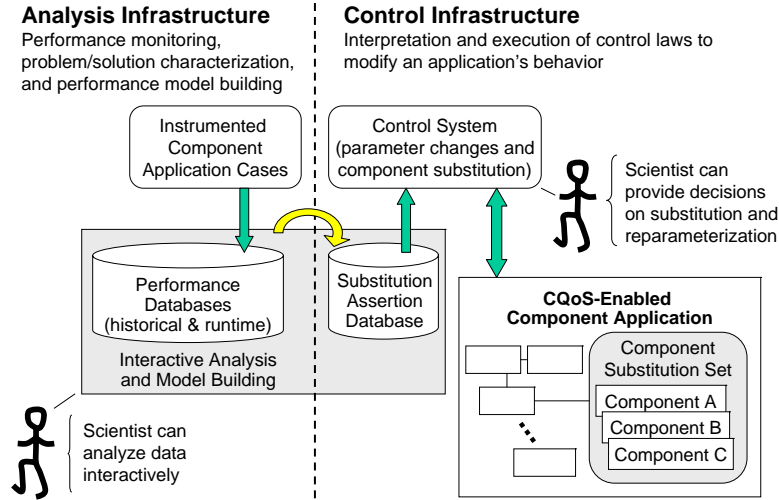 Analysis Infrastructure
Performance monitoring,
problem/solution characterization,
and performance model building
Control Infrastructure
Interpretation and execution of control laws to
modify an application's behavior
Instrumented
Component
Application Cases
Control System
(parameter changes and
component substitution)
Scientist can
provide decisions
on substitution and
reparameterization
Performance
Databases
(historical & runtime)
Substitution
Assertion
Database
Interactive Analysis
and Model Building
CQoS-Enabled
Component Application
Component
Substitution Set
Component A
Component B
Component C
Scientist can
analyze data
interactively